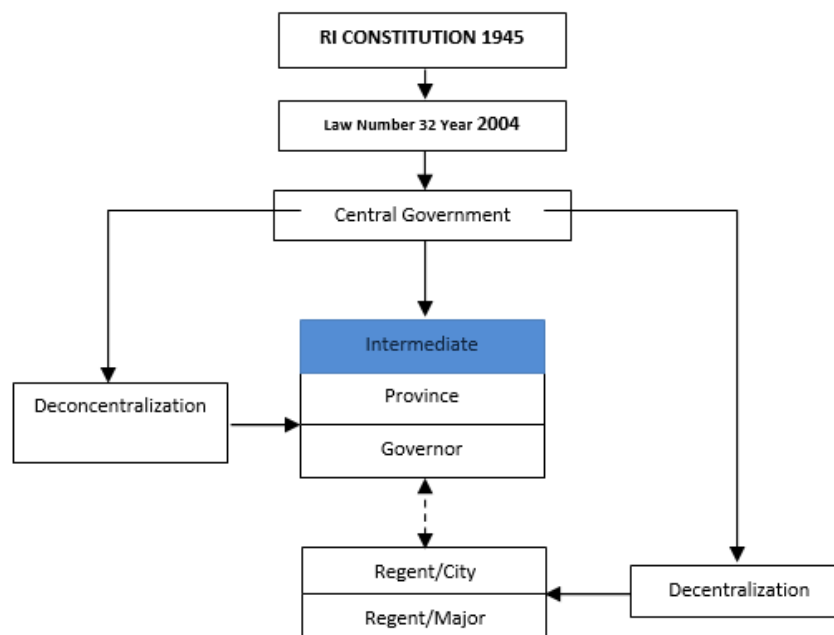 RI CONSTITUTION 1945
Law Number 32 Year 2004
Central Government
Intermediate
Deconcentralization
Province
Governor
Regent/City
Decentralization
Regent/Major